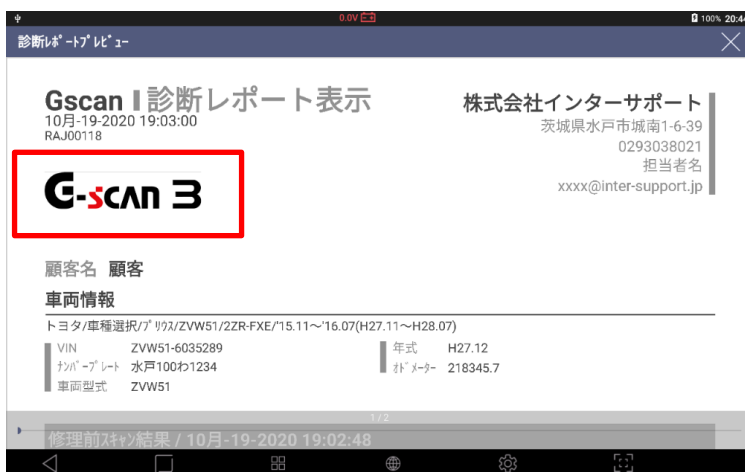 0.0V
100% 20:44
診断ﾚﾎﾟｰﾄﾌﾟﾚﾋﾞｭｰ
Gscan 診断レポート表示
10月-19-2020 19:03:00
RAJ00118
株式会社インターサポート
茨城県水戸市城南1-6-39
0293038021
担当者名
xxxx@inter-support.jp
G-scan 3
顧客名 顧客
車両情報
トヨタ/車種選択/ﾌﾟﾘｳｽ/ZVW51/2ZR-FXE/'15.11～'16.07(H27.11～H28.07)
VIN ZVW51-6035289
ﾅﾝﾊﾞｰﾌﾟﾚｰﾄ 水戸100わ1234
車両型式 ZVW51
年式 H27.12
ｵﾄﾞﾒｰﾀｰ 218345.7
1/2
修理前ｽｷｬﾝ結果 / 10月-19-2020 19:02:48